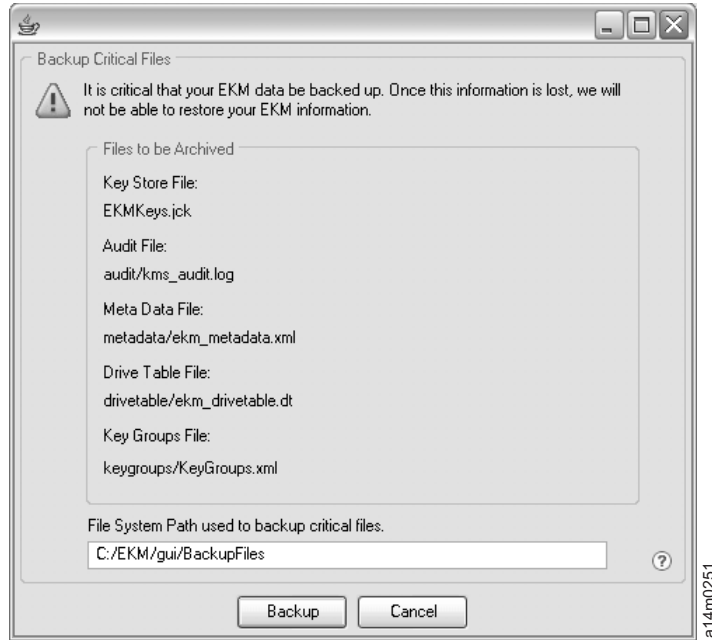 Backup Critical Files
It is critical that your EKM data be backed up. Once this information is lost, we will
not be able to restore your EKM information.
Files to be Archived
Key Store File:
EKMKeys.jck
Audit File:
audit/kms_audit.log
Meta Data File:
metadata/ekm_metadata.xml
Drive Table File:
drivetable/ekm_drivetable.dt
Key Groups File:
keygroups/KeyGroups.xml
File System Path used to backup critical files.
C:/EKM/gui/BackupFiles
?
Backup
Cancel
a14m0251